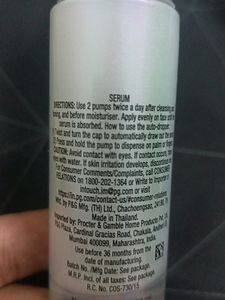 SERUM
DIRECTIONS: Use 2 pumps twice a day after cleansing and
toning, and before moisturiser. Apply evenly on face until the
serum is absorbed. How to use the auto-dropper:
Twist and turn the cap to automatically draw out the serum
Press and hold the pump to dispense on palm or finger.
CAUTION: Avoid contact with eyes. If contact occurs, rinse
eyes with water. If skin irritation develops, discontinue use.
For Consumer Comments/Complaints, call CONSUMER
RELATIONS on 1800-202-1364 or Write to
intouch.im@pg.com or visit
https://in.pg.com/contact-us/#consumer-relations
P&G Mfg. (TH) Ltd., Chachoengsao, 24180, Th
Made in Thailand.
Imported by: Procter & Gamble Home Products Pvt. Ltd.
P&G Plaza, Cardinal Gracias Road, Chakala, Andheri (E)
Mumbai 400099, Maharashtra, India.
Use before 36 months from the
date of manufacturing.
Batch No./Mfg Date: See package.
M.R.P. Incl. of all taxes: See package.
R.C. No. COS-730/15